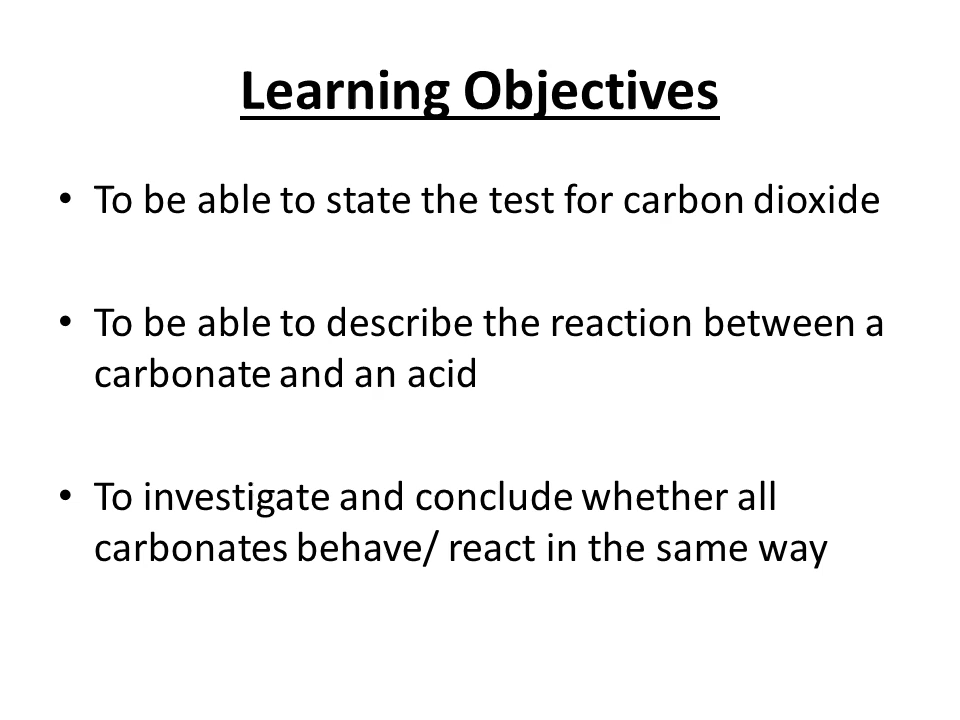 Learning Objectives
• To be able to state the test for carbon dioxide
• To be able to describe the reaction between a
carbonate and an acid
• To investigate and conclude whether all
carbonates behave/ react in the same way